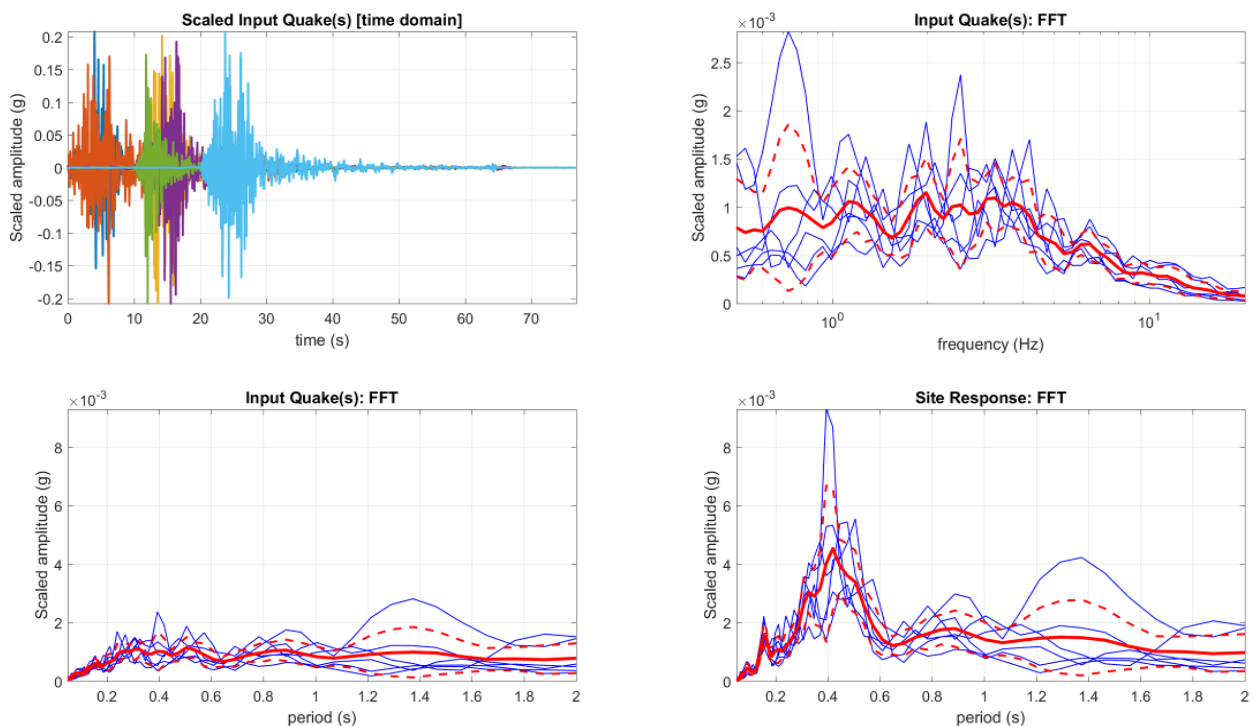 Scaled Input Quake(s) [time domain]
0.2
0.15
0.1
0.05
0
-0.05
-0.1
-0.15
-0.2
Scaled amplitude (g)
0 10 20 30 40 50 60 70
time (s)
Input Quake(s): FFT
×10⁻³
2.5
2
1.5
1
0.5
0
Scaled amplitude (g)
10⁰ 10¹
frequency (Hz)
Input Quake(s): FFT
×10⁻³
8
6
4
2
0
Scaled amplitude (g)
0.2 0.4 0.6 0.8 1 1.2 1.4 1.6 1.8 2
period (s)
Site Response: FFT
×10⁻³
8
6
4
2
0
Scaled amplitude (g)
0.2 0.4 0.6 0.8 1 1.2 1.4 1.6 1.8 2
period (s)